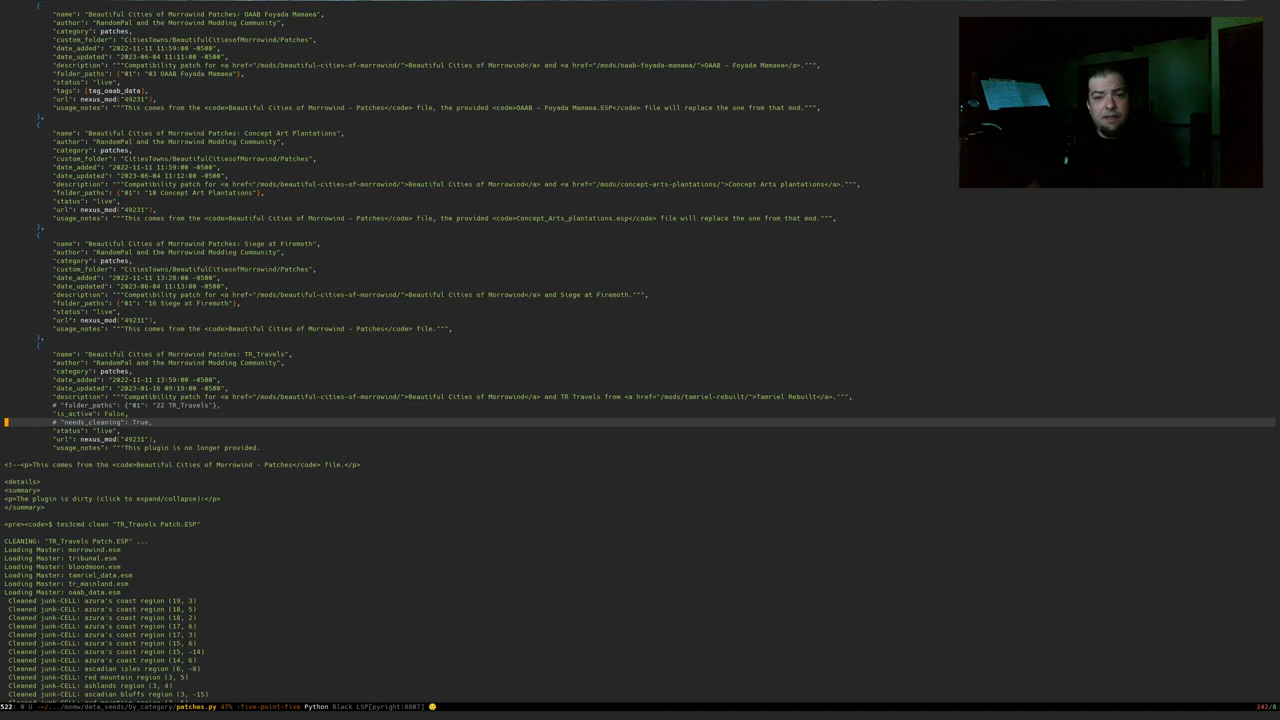 {
"name": "Beautiful Cities of Morrowind Patches: OAAB Foyada Mamaea",
"author": "RandomPal and the Morrowind Modding Community",
"category": patches,
"custom_folder": "CitiesTowns/BeautifulCitiesofMorrowind/Patches",
"date_added": "2022-11-11 11:59:00 -0500",
"date_updated": "2023-06-04 11:11:00 -0500",
"description": """Compatibility patch for <a href="/mods/beautiful-cities-of-morrowind/">Beautiful Cities of Morrowind</a> and <a href="/mods/oaab-foyada-mamaea/">OAAB - Foyada Mamaea</a>.""",
"folder_paths": {"01": "03 OAAB Foyada Mamaea"},
"status": "live",
"tags": [tag_oaab_data],
"url": nexus_mod("49231"),
"usage_notes": """This comes from the <code>Beautiful Cities of Morrowind - Patches</code> file, the provided <code>OAAB - Foyada Mamaea.ESP</code> file will replace the one from that mod.""",
},
{
"name": "Beautiful Cities of Morrowind Patches: Concept Art Plantations",
"author": "RandomPal and the Morrowind Modding Community",
"category": patches,
"custom_folder": "CitiesTowns/BeautifulCitiesofMorrowind/Patches",
"date_added": "2022-11-11 11:59:00 -0500",
"date_updated": "2023-06-04 11:12:00 -0500",
"description": """Compatibility patch for <a href="/mods/beautiful-cities-of-morrowind/">Beautiful Cities of Morrowind</a> and <a href="/mods/concept-arts-plantations/">Concept Arts plantations</a>.""",
"folder_paths": {"01": "10 Concept Art Plantations"},
"status": "live",
"url": nexus_mod("49231"),
"usage_notes": """This comes from the <code>Beautiful Cities of Morrowind - Patches</code> file, the provided <code>Concept_Arts_plantations.esp</code> file will replace the one from that mod.""",
},
{
"name": "Beautiful Cities of Morrowind Patches: Siege at Firemoth",
"author": "RandomPal and the Morrowind Modding Community",
"category": patches,
"custom_folder": "CitiesTowns/BeautifulCitiesofMorrowind/Patches",
"date_added": "2022-11-11 13:28:00 -0500",
"date_updated": "2023-06-04 11:13:00 -0500",
"description": """Compatibility patch for <a href="/mods/beautiful-cities-of-morrowind/">Beautiful Cities of Morrowind</a> and Siege at Firemoth.""",
"folder_paths": {"01": "16 Siege at Firemoth"},
"status": "live",
"url": nexus_mod("49231"),
"usage_notes": """This comes from the <code>Beautiful Cities of Morrowind - Patches</code> file.""",
},
{
"name": "Beautiful Cities of Morrowind Patches: TR_Travels",
"author": "RandomPal and the Morrowind Modding Community",
"category": patches,
"date_added": "2022-11-11 13:59:00 -0500",
"date_updated": "2023-01-16 09:19:00 -0500",
"description": """Compatibility patch for <a href="/mods/beautiful-cities-of-morrowind/">Beautiful Cities of Morrowind</a> and TR Travels from <a href="/mods/tamriel-rebuilt/">Tamriel Rebuilt</a>.""",
# "folder_paths": {"01": "22 TR_Travels"},
"is_active": False,
# "needs_cleaning": True,
"status": "live",
"url": nexus_mod("49231"),
"usage_notes": """This plugin is no longer provided.
<!--<p>This comes from the <code>Beautiful Cities of Morrowind - Patches</code> file.</p>
<details>
<summary>
<p>The plugin is dirty (click to expand/collapse):</p>
</summary>
<pre><code>$ tes3cmd clean "TR_Travels Patch.ESP"
CLEANING: "TR_Travels Patch.ESP" ...
Loading Master: morrowind.esm
Loading Master: tribunal.esm
Loading Master: bloodmoon.esm
Loading Master: tamriel_data.esm
Loading Master: tr_mainland.esm
Loading Master: oaab_data.esm
Cleaned junk-CELL: azura's coast region (19, 3)
Cleaned junk-CELL: azura's coast region (18, 5)
Cleaned junk-CELL: azura's coast region (18, 2)
Cleaned junk-CELL: azura's coast region (17, 6)
Cleaned junk-CELL: azura's coast region (17, 3)
Cleaned junk-CELL: azura's coast region (15, 6)
Cleaned junk-CELL: azura's coast region (15, -14)
Cleaned junk-CELL: azura's coast region (14, 6)
Cleaned junk-CELL: ascadian isles region (6, -8)
Cleaned junk-CELL: red mountain region (3, 5)
Cleaned junk-CELL: ashlands region (3, 4)
Cleaned junk-CELL: ascadian bluffs region (3, -15)
522: 0 U -~/.../momw/data_seeds/by_category/patches.py 47% :five-point-five Python Black LSP[pyright:8887] 242/8